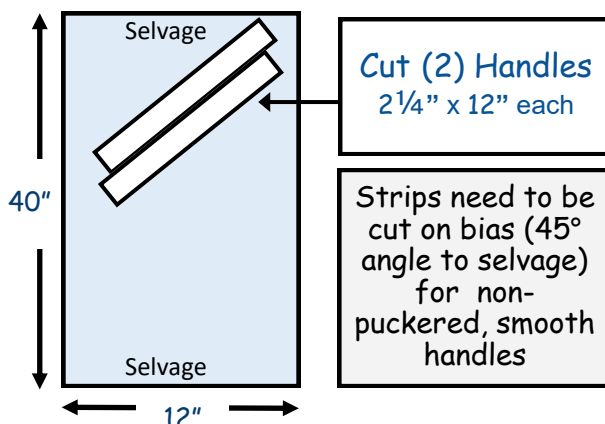 Selvage
Cut (2) Handles
2¼” x 12” each
40”
Strips need to be
cut on bias (45°
angle to selvage)
for non-
puckered, smooth
handles
Selvage
12”